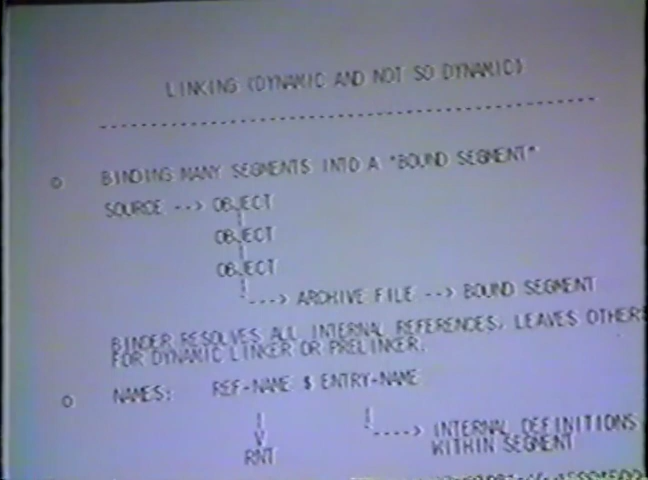 LINKING (DYNAMIC AND NOT SO DYNAMIC)
------------------------------------------------
o BINDING MANY SEGMENTS INTO A "BOUND SEGMENT"
SOURCE --> OBJECT
OBJECT
OBJECT
----> ARCHIVE FILE --> BOUND SEGMENT
BINDER RESOLVES ALL INTERNAL REFERENCES, LEAVES OTHERS
FOR DYNAMIC LINKER OR PRELINKER.
o NAMES: REF-NAME $ ENTRY-NAME
----> INTERNAL DEFINITIONS
V WITHIN SEGMENT
RNT